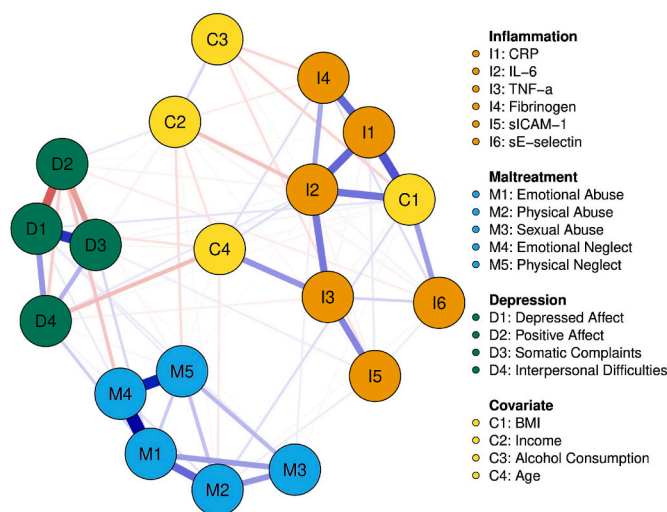 C3
I4
I1
C2
D2
I2
C1
D1
D3
C4
I3
I6
D4
M5
I5
M4
M1
M3
M2
Inflammation
I1: CRP
I2: IL-6
I3: TNF-a
I4: Fibrinogen
I5: sICAM-1
I6: sE-selectin
Maltreatment
M1: Emotional Abuse
M2: Physical Abuse
M3: Sexual Abuse
M4: Emotional Neglect
M5: Physical Neglect
Depression
D1: Depressed Affect
D2: Positive Affect
D3: Somatic Complaints
D4: Interpersonal Difficulties
Covariate
C1: BMI
C2: Income
C3: Alcohol Consumption
C4: Age